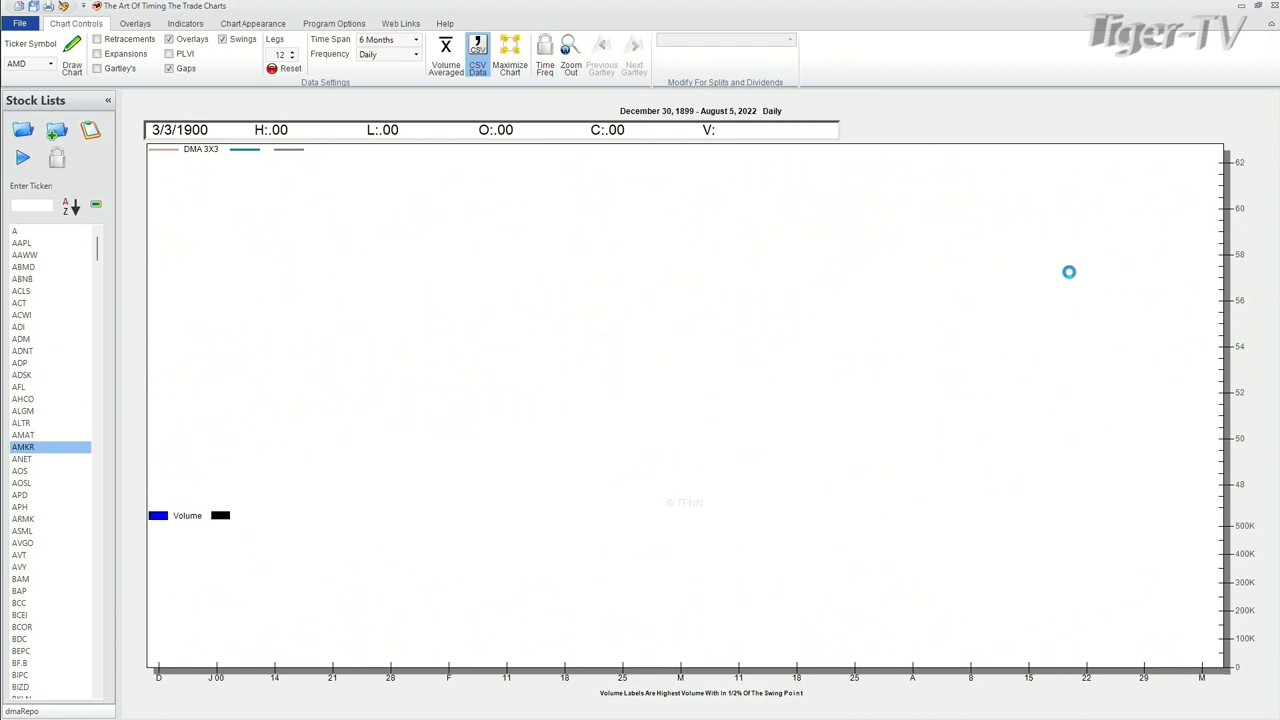 The Art Of Timing The Trade Charts
Tiger-TV
File
Chart Controls
Overlays
Indicators
Chart Appearance
Program Options
Web Links
Help
Ticker Symbol
AMD
Draw Chart
Retracements
Expansions
Gartley's
Overlays
PLVI
Gaps
Swings
Legs
12
Reset
Time Span
6 Months
Frequency
Daily
Data Settings
Volume Averaged
CSV
CSV Data
Maximize Chart
Time Freq
Zoom Out
Previous Gartley
Next Gartley
Modify For Splits and Dividends
Stock Lists
Enter Ticker:
A
Z
A
AAPL
AAWW
ABMD
ABNB
ACLS
ACT
ACWI
ADI
ADM
ADNT
ADP
ADSK
AFL
AHCO
ALGM
ALTR
AMAT
AMKR
ANET
AOS
AOSL
APD
APH
ARMK
ASML
AVGO
AVT
AVY
BAM
BAP
BCC
BCEI
BCOR
BDC
BEPC
BF.B
BIPC
BIZD
dmaRepo
December 30, 1899 - August 5, 2022 Daily
3/3/1900 H:.00 L:.00 O:.00 C:.00 V:
DMA 3X3
62
60
58
56
54
52
50
48
© TFNN
Volume
500K
400K
300K
200K
100K
0
D J 00 14 21 28 F 11 18 25 M 11 18 25 A 8 15 22 29 M
Volume Labels Are Highest Volume With In 1/2% Of The Swing Point